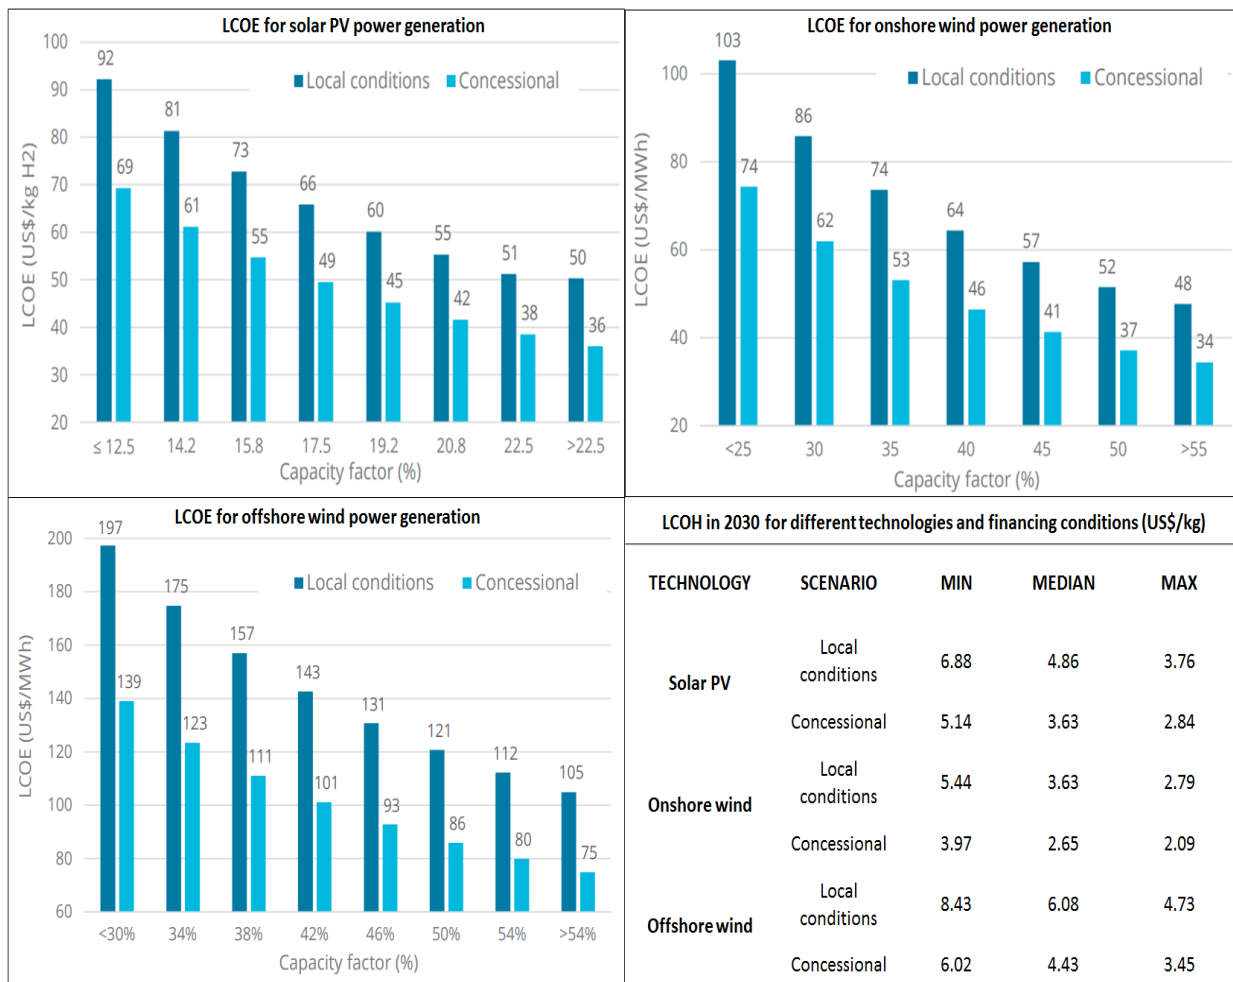 LCOE for solar PV power generation
100
90
80
70
60
50
40
30
20
LCOE (US$/kg H2)
Local conditions
Concessional
92
69
81
61
73
55
66
49
60
45
55
42
51
38
50
36
≤ 12.5
14.2
15.8
17.5
19.2
20.8
22.5
>22.5
Capacity factor (%)
LCOE for onshore wind power generation
100
80
60
40
20
LCOE (US$/MWh)
Local conditions
Concessional
103
74
86
62
74
53
64
46
57
41
52
37
48
34
<25
30
35
40
45
50
>55
Capacity factor (%)
LCOE for offshore wind power generation
200
180
160
140
120
100
80
60
LCOE (US$/MWh)
Local conditions
Concessional
197
139
175
123
157
111
143
101
131
93
121
86
112
80
105
75
<30%
34%
38%
42%
46%
50%
54%
>54%
Capacity factor (%)
LCOH in 2030 for different technologies and financing conditions (US$/kg)
TECHNOLOGY SCENARIO MIN MEDIAN MAX
Solar PV
Local
conditions
6.88 4.86 3.76
Concessional 5.14 3.63 2.84
Onshore wind
Local
conditions
5.44 3.63 2.79
Concessional 3.97 2.65 2.09
Offshore wind
Local
conditions
8.43 6.08 4.73
Concessional 6.02 4.43 3.45